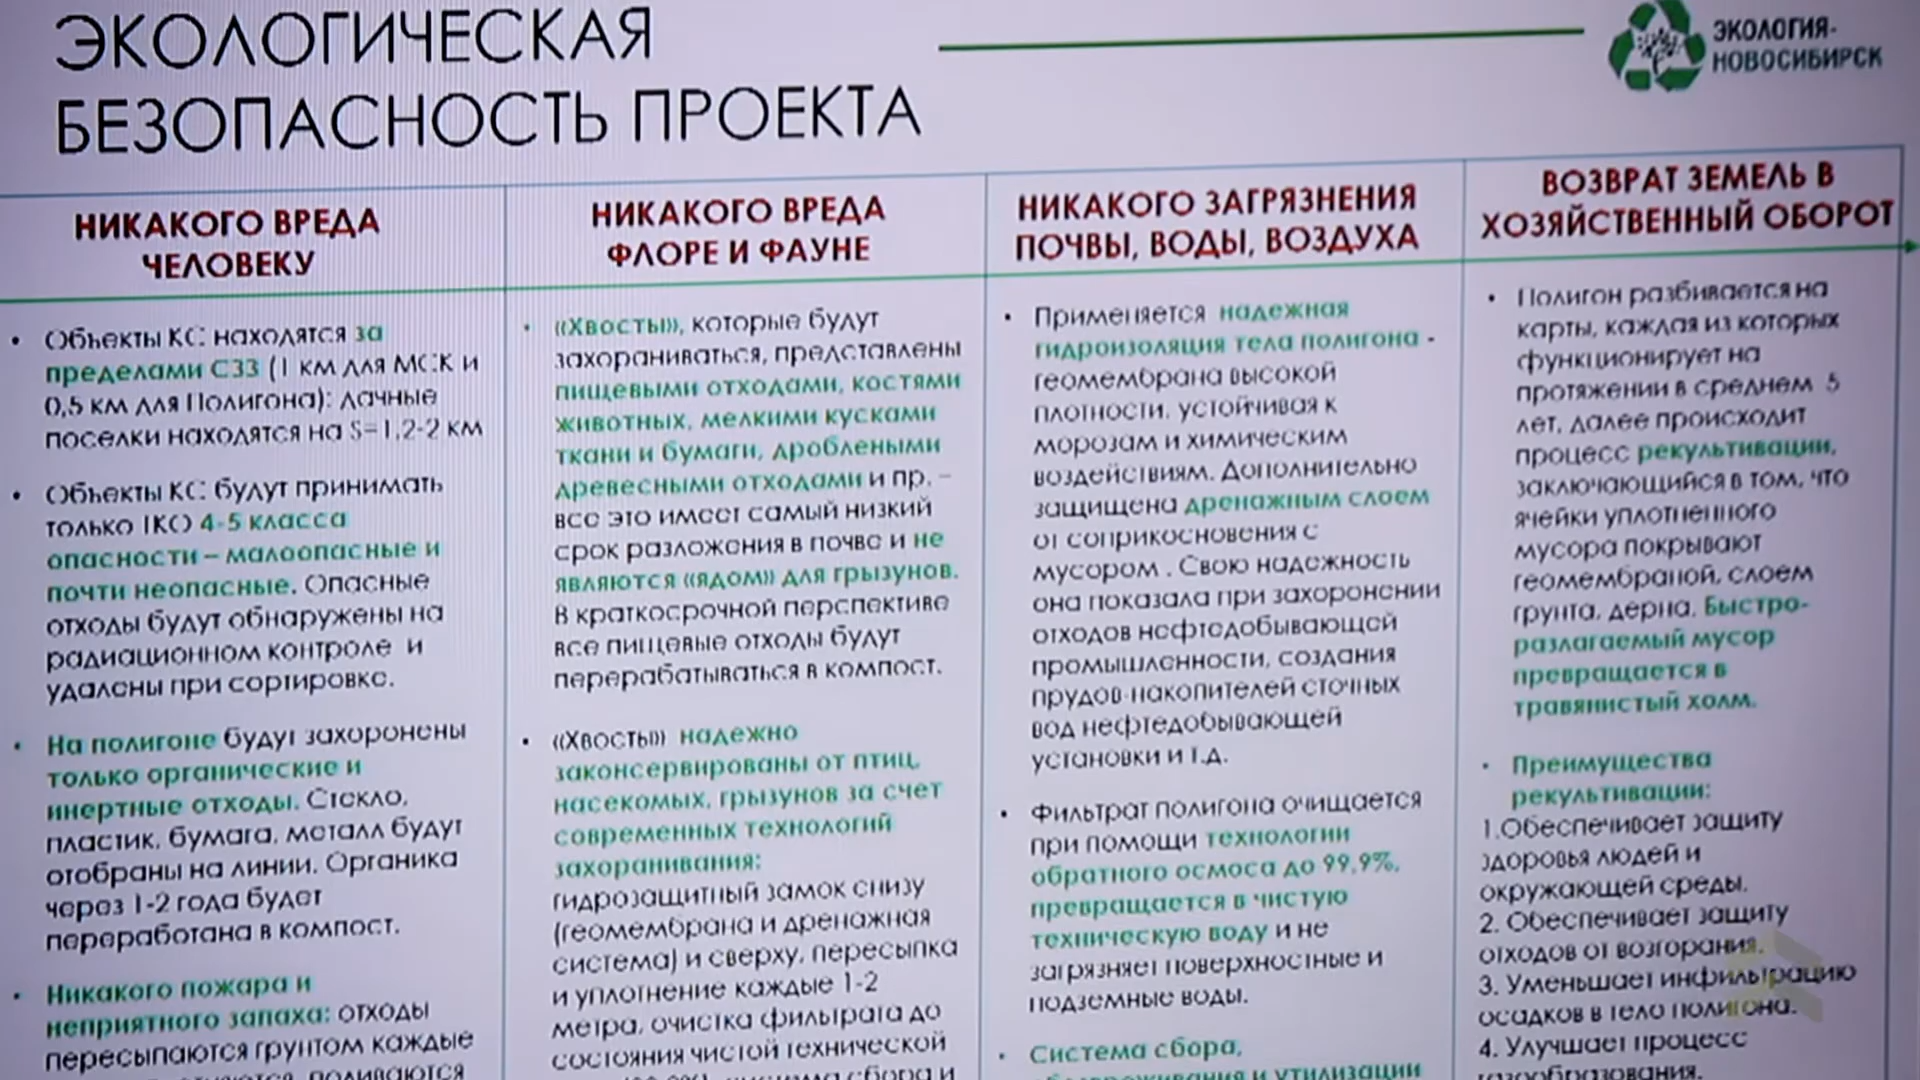 ЭКОЛОГИЧЕСКАЯ
БЕЗОПАСНОСТЬ ПРОЕКТА
ЭКОЛОГИЯ-
НОВОСИБИРСК
НИКАКОГО ВРЕДА
ЧЕЛОВЕКУ
• Объекты КС находятся за
пределами СЗЗ (1 км для МСК и
0,5 км для Полигона): дачные
поселки находятся на S=1,2-2 км
• Объекты КС будут принимать
только ТКО 4-5 класса
опасности – малоопасные и
почти неопасные. Опасные
отходы будут обнаружены на
радиационном контроле и
удалены при сортировке.
• На полигоне будут захоронены
только органические и
инертные отходы. Стекло,
пластик, бумага, металл будут
отобраны на линии. Органика
через 1-2 года будет
переработана в компост.
• Никакого пожара и
неприятного запаха: отходы
пересыпаются грунтом каждые
поливаются
НИКАКОГО ВРЕДА
ФЛОРЕ И ФАУНЕ
• «Хвосты», которые будут
захораниваться, представлены
пищевыми отходами, костями
животных, мелкими кусками
ткани и бумаги, дроблеными
древесными отходами и пр. –
все это имеет самый низкий
срок разложения в почве и не
являются «ядом» для грызунов.
В краткосрочной перспективе
все пищевые отходы будут
перерабатываться в компост.
• «Хвосты» надежно
законсервированы от птиц,
насекомых, грызунов за счет
современных технологий
захоранивания:
гидрозащитный замок снизу
(геомембрана и дренажная
система) и сверху, пересыпка
и уплотнение каждые 1-2
метра, очистка фильтрата до
состояния чистой технической
сбора и
НИКАКОГО ЗАГРЯЗНЕНИЯ
ПОЧВЫ, ВОДЫ, ВОЗДУХА
• Применяется надежная
гидроизоляция тела полигона -
геомембрана высокой
плотности, устойчивая к
морозам и химическим
воздействиям. Дополнительно
защищена дренажным слоем
от соприкосновения с
мусором . Свою надежность
она показала при захоронении
отходов нефтедобывающей
промышленности, создания
прудов-накопителей сточных
вод нефтедобывающей
установки и т.д.
• Фильтрат полигона очищается
при помощи технологии
обратного осмоса до 99,9%,
превращается в чистую
техническую воду и не
загрязняет поверхностные и
подземные воды.
• Система сбора,
обезвреживания и утилизации
ВОЗВРАТ ЗЕМЕЛЬ В
ХОЗЯЙСТВЕННЫЙ ОБОРОТ
• Полигон разбивается на
карты, каждая из которых
функционирует на
протяжении в среднем 5
лет, далее происходит
процесс рекультивации,
заключающийся в том, что
ячейки уплотненного
мусора покрывают
геомембраной, слоем
грунта, дерна. Быстро-
разлагаемый мусор
превращается в
травянистый холм.
• Преимущества
рекультивации:
1.Обеспечивает защиту
здоровья людей и
окружающей среды.
2. Обеспечивает защиту
отходов от возгорания.
3. Уменьшает инфильтрацию
осадков в тело полигона.
4. Улучшает процесс
газообразования.